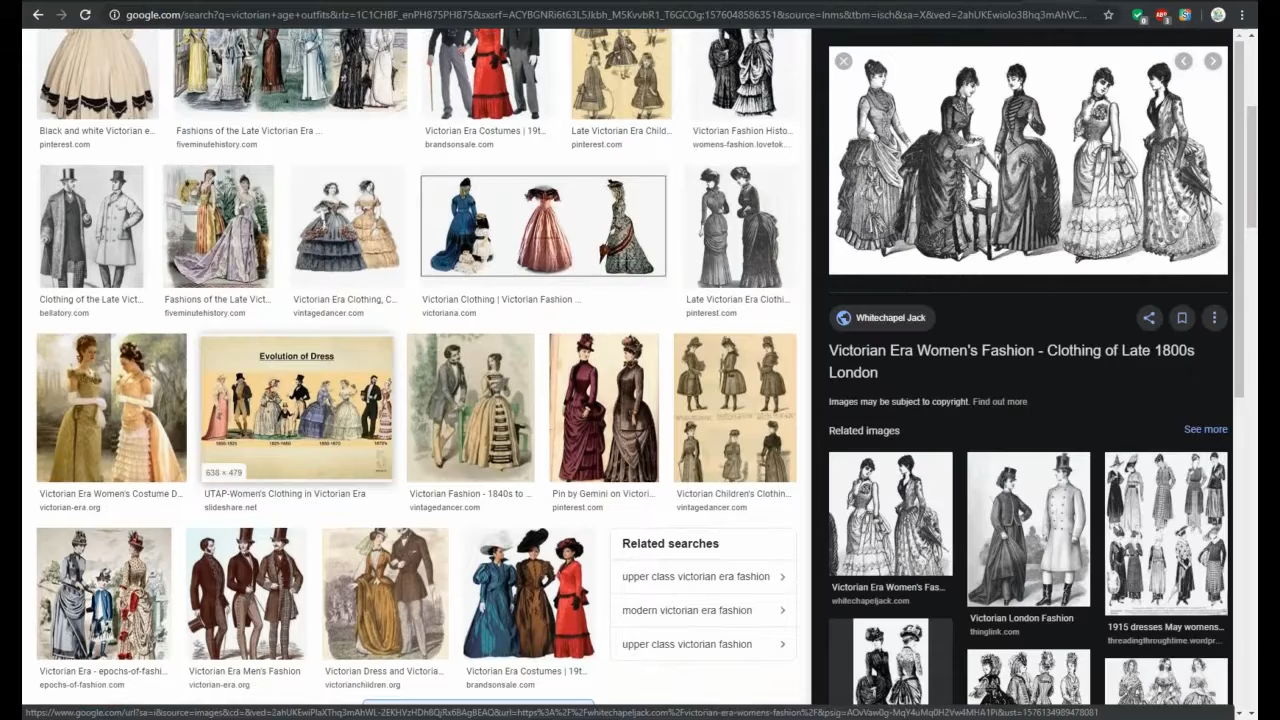 google.com/search?q=victorian+age+outfits&rlz=1C1CHBF_enPH875PH875&sxsrf=ACYBGNRi6t63L5Jkbh_M5KvvbR1_T6GCOg:1576048586351&source=lnms&tbm=isch&sa=X&ved=2ahUKEwiolo3Bhq3mAhVC...
Black and white Victorian e...
pinterest.com
Fashions of the Late Victorian Era ...
fiveminutehistory.com
Victorian Era Costumes | 19t...
brandsonsale.com
Late Victorian Era Child...
pinterest.com
Victorian Fashion Histo...
womens-fashion.lovetok...
Clothing of the Late Vict...
bellatory.com
Fashions of the Late Vict...
fiveminutehistory.com
Victorian Era Clothing, C...
vintagedancer.com
Victorian Clothing | Victorian Fashion ...
victoriana.com
Late Victorian Era Clothi...
pinterest.com
Evolution of Dress
638 × 479
Victorian Era Women's Costume D...
victorian-era.org
UTAP-Women's Clothing in Victorian Era
slideshare.net
Victorian Fashion - 1840s to ...
vintagedancer.com
Pin by Gemini on Victori...
pinterest.com
Victorian Children's Clothin...
vintagedancer.com
Victorian Era - epochs-of-fashi...
epochs-of-fashion.com
Victorian Era Men's Fashion
victorian-era.org
Victorian Dress and Victoria...
victorianchildren.org
Victorian Era Costumes | 19t...
brandsonsale.com
Related searches
upper class victorian era fashion
modern victorian era fashion
upper class victorian fashion
Whitechapel Jack
Victorian Era Women's Fashion - Clothing of Late 1800s
London
Images may be subject to copyright. Find out more
Related images
See more
Victorian Era Women's Fas...
whitechapeljack.com
Victorian London Fashion
thinglink.com
1915 dresses May womens...
threadingthroughtime.wordpr...